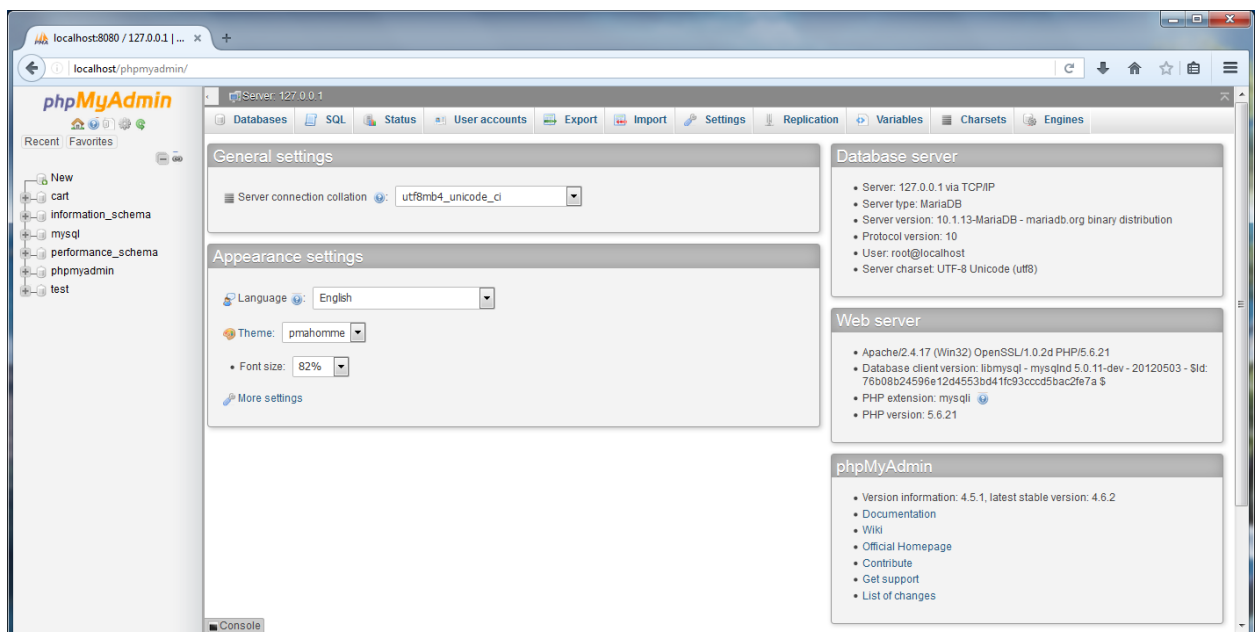 localhost:8080 / 127.0.0.1 | ...
localhost/phpmyadmin/
phpMyAdmin
Recent Favorites
New
cart
information_schema
mysql
performance_schema
phpmyadmin
test
Server: 127.0.0.1
Databases SQL Status User accounts Export Import Settings Replication Variables Charsets Engines
General settings
Server connection collation : utf8mb4_unicode_ci
Appearance settings
Language : English
Theme: pmahomme
• Font size: 82%
More settings
Console
Database server
• Server: 127.0.0.1 via TCP/IP
• Server type: MariaDB
• Server version: 10.1.13-MariaDB - mariadb.org binary distribution
• Protocol version: 10
• User: root@localhost
• Server charset: UTF-8 Unicode (utf8)
Web server
• Apache/2.4.17 (Win32) OpenSSL/1.0.2d PHP/5.6.21
• Database client version: libmysql - mysqlnd 5.0.11-dev - 20120503 - $Id:
76b08b24596e12d4553bd41fc93cccd5bac2fe7a $
• PHP extension: mysqli
• PHP version: 5.6.21
phpMyAdmin
• Version information: 4.5.1, latest stable version: 4.6.2
• Documentation
• Wiki
• Official Homepage
• Contribute
• Get support
• List of changes